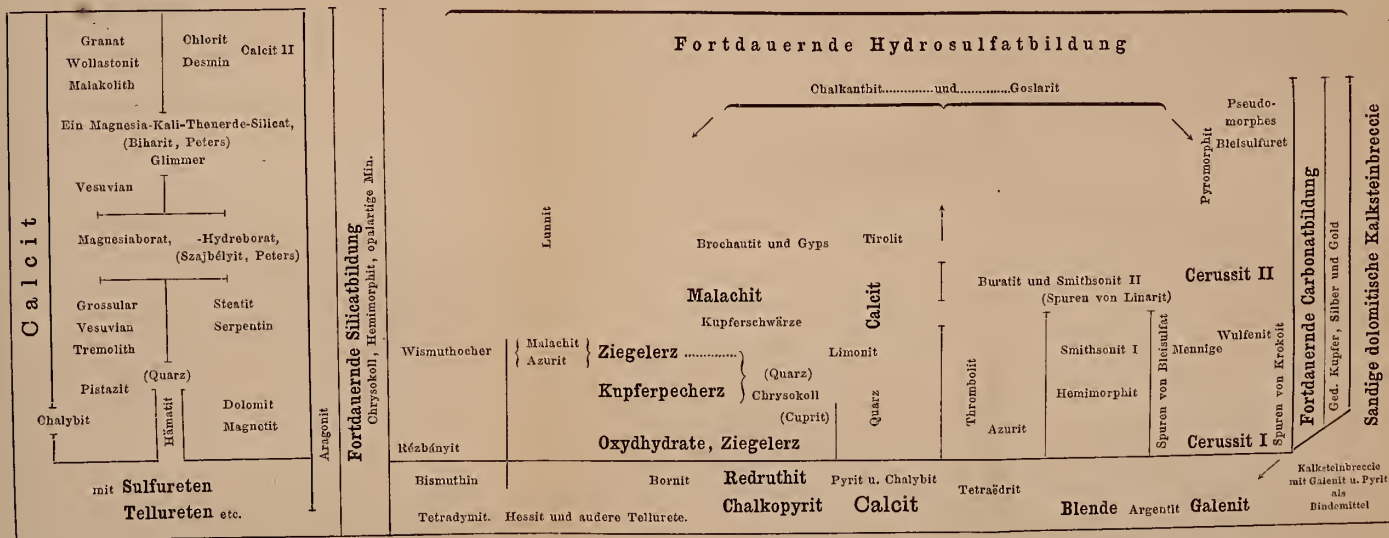 Granat
Wollastonit
Malakolith
Chlorit
Desmin
Calcit II
Ein Magnesia-Kali-Thenerde-Silicat,
(Biharit, Peters)
Glimmer
Vesuvian
Magnesiaborat,
-Hydreborat,
(Szajbélyit, Peters)
Grossular
Vesuvian
Tremolith
Steatit
Serpentin
(Quarz)
Pistazit
Hämatit
Dolomit
Magnetit
Calcit
Chalybit
mit Sulfureten
Tellureten etc.
Aragonit
Fortdauernde Silicatbildung
Chrysokoll, Hemimorphit, opalartige Min.
Fortdauernde Hydrosulfatbildung
Chalkanthit.............und.............Goslarit
Lunnit
Brochautit und Gyps
Tirolit
Malachit
Kupferschwärze
Calcit
Wismuthocher
Malachit
Azurit
Ziegelerz
Limonit
Kupferpecherz
(Quarz)
Chrysokoll
(Cuprit)
Quarz
Rézbányit
Oxydhydrate, Ziegelerz
Thrombolit
Azurit
Buratit und Smithsonit II
(Spuren von Linarit)
Smithsonit I
Hemimorphit
Spuren von Bleisulfat
Pyromorphit
Pseudo-
morphes
Bleisulfuret
Cerussit II
Wulfenit
Mennige
Spuren von Krokoit
Cerussit I
Fortdauernde Carbonatbildung
Ged. Kupfer, Silber und Gold
Sandige dolomitische Kalksteinbreccie
Bismuthin
Bornit
Redruthit
Pyrit u. Chalybit
Tetraëdrit
Chalkopyrit
Calcit
Tetradymit. Hessit und andere Tellurete.
Blende Argentit Galenit
Kalksteinbreccie
mit Galenit u. Pyrit
als
Bindemittel